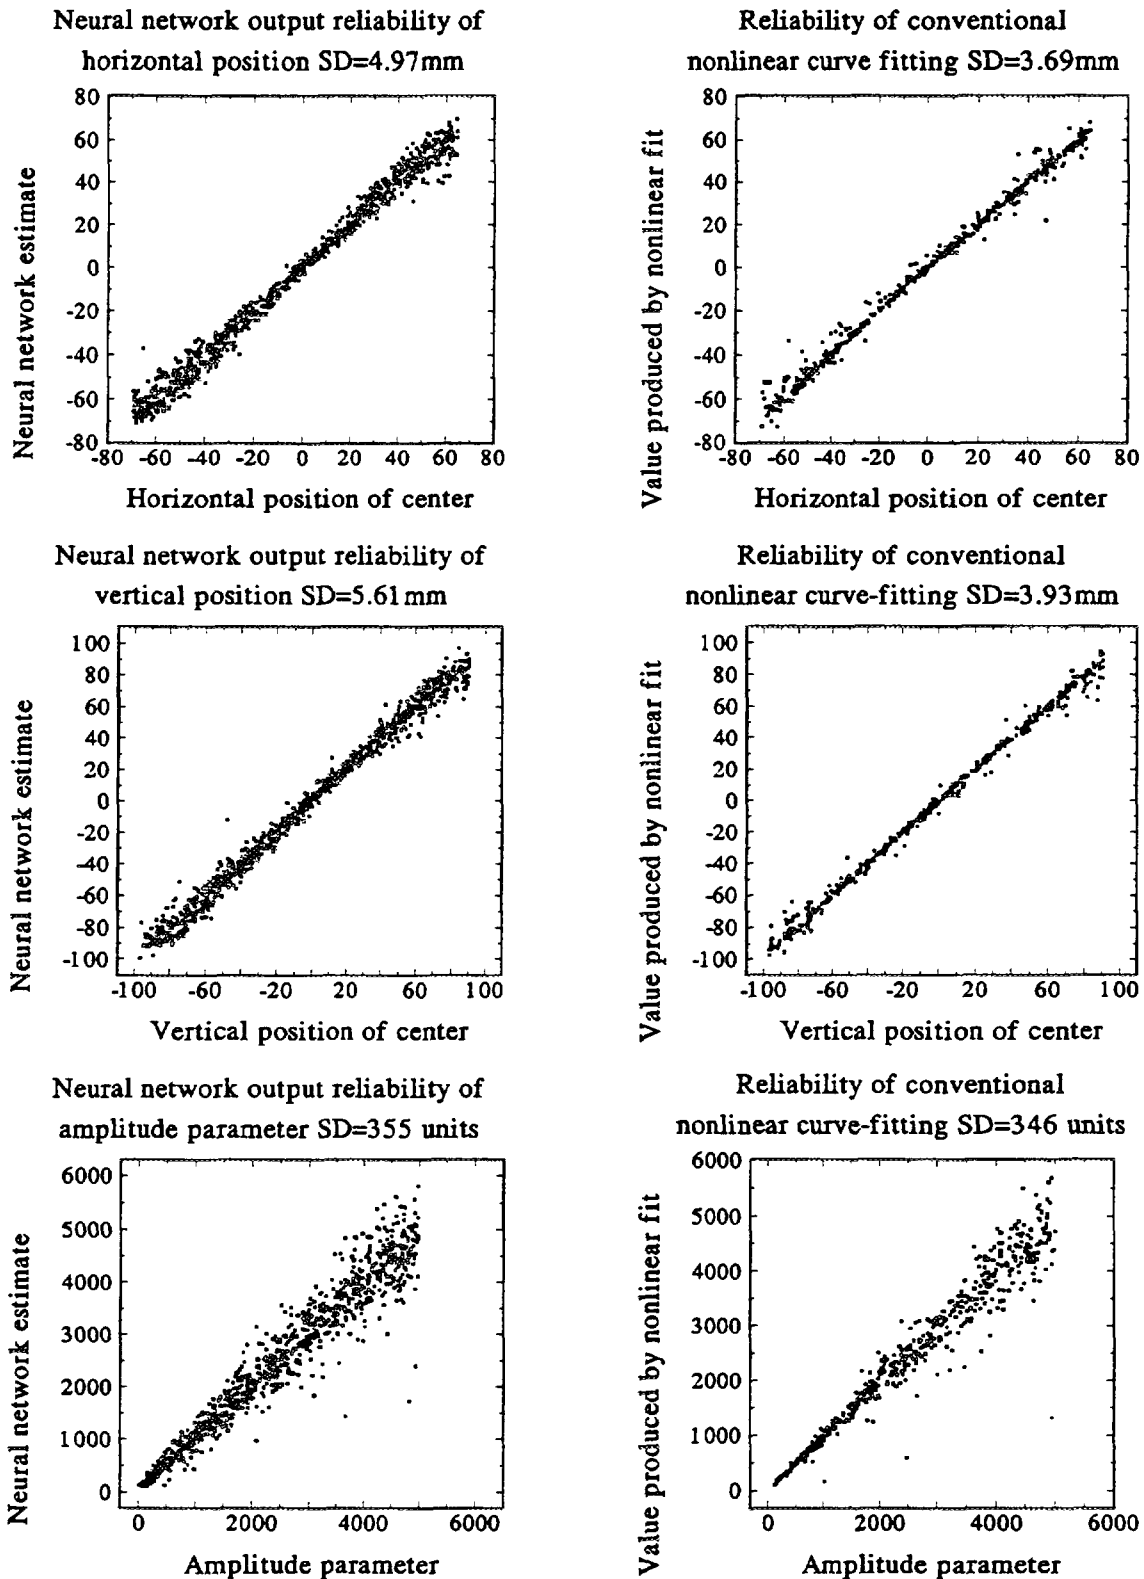 Neural network output reliability of
horizontal position SD=4.97mm
80
60
40
20
0
-20
-40
-60
-80
-80 -60 -40 -20 0 20 40 60 80
Neural network estimate
Horizontal position of center
Reliability of conventional
nonlinear curve fitting SD=3.69mm
80
60
40
20
0
-20
-40
-60
-80
-80 -60 -40 -20 0 20 40 60 80
Value produced by nonlinear fit
Horizontal position of center
Neural network output reliability of
vertical position SD=5.61mm
100
80
60
40
20
0
-20
-40
-60
-80
-100
-100 -60 -20 20 60 100
Neural network estimate
Vertical position of center
Reliability of conventional
nonlinear curve-fitting SD=3.93mm
100
80
60
40
20
0
-20
-40
-60
-80
-100
-100 -60 -20 20 60 100
Value produced by nonlinear fit
Vertical position of center
Neural network output reliability of
amplitude parameter SD=355 units
6000
5000
4000
3000
2000
1000
0
0 2000 4000 6000
Neural network estimate
Amplitude parameter
Reliability of conventional
nonlinear curve-fitting SD=346 units
6000
5000
4000
3000
2000
1000
0
0 2000 4000 6000
Value produced by nonlinear fit
Amplitude parameter